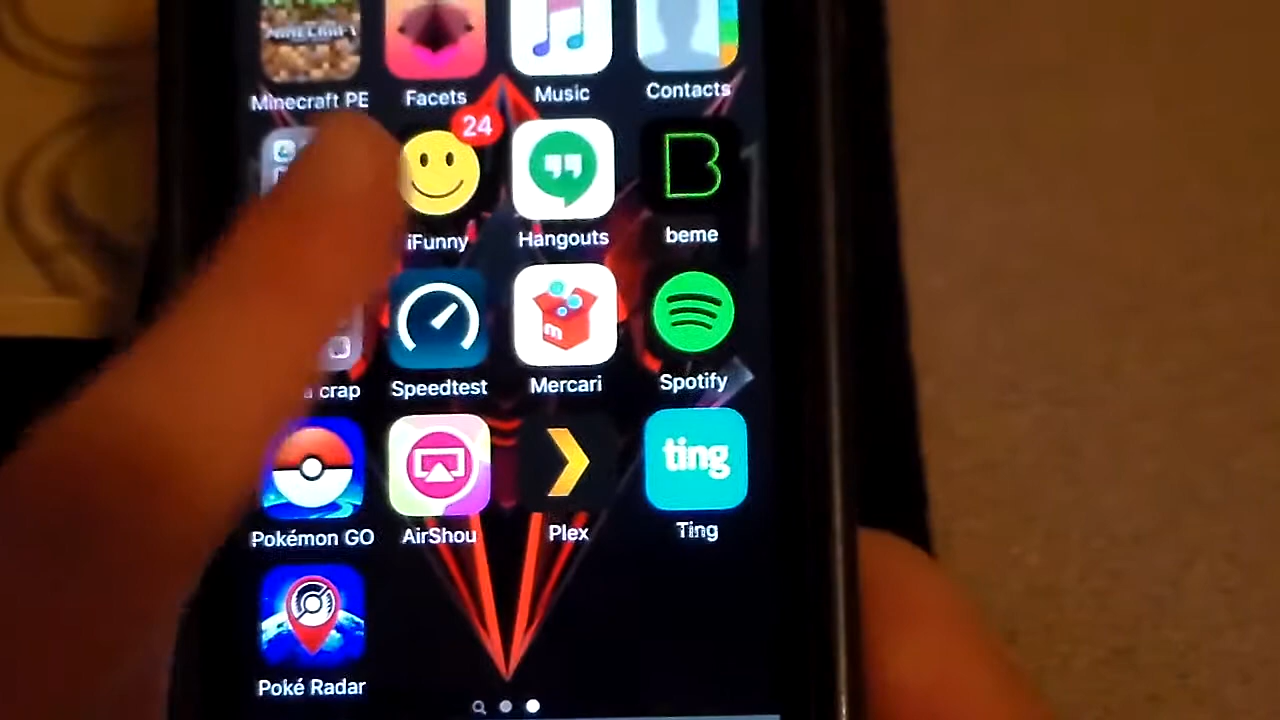 MINECRAFT
Minecraft PE
Facets
Music
Contacts
24
iFunny
Hangouts
beme
crap
Speedtest
m
Mercari
Spotify
ting
Pokémon GO
AirShou
Plex
Ting
Poké Radar